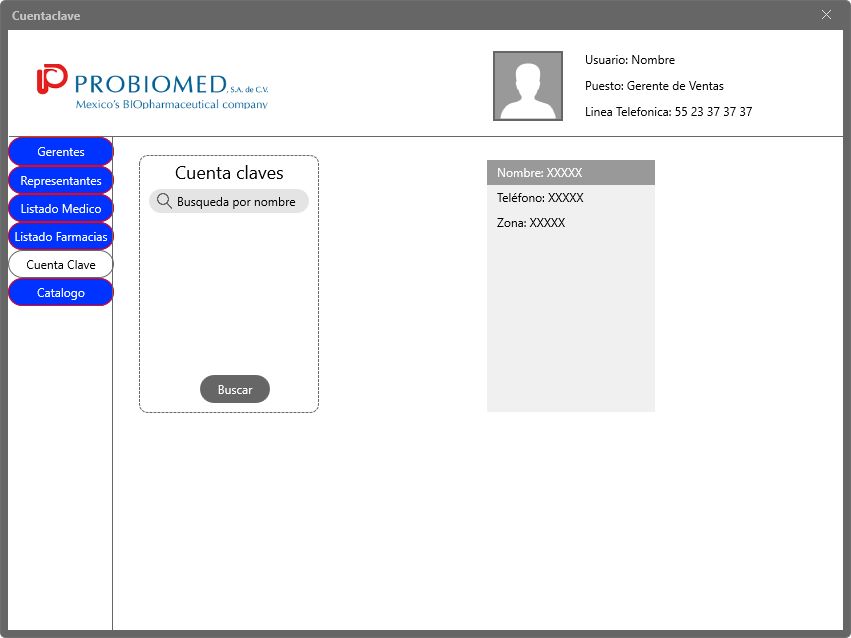 Cuentaclave
PROBIOMED, S.A. de C.V.
Mexico's BIOpharmaceutical company
Usuario: Nombre
Puesto: Gerente de Ventas
Linea Telefonica: 55 23 37 37 37
Gerentes
Representantes
Listado Medico
Listado Farmacias
Cuenta Clave
Catalogo
Cuenta claves
Busqueda por nombre
Buscar
Nombre: XXXXX
Teléfono: XXXXX
Zona: XXXXX